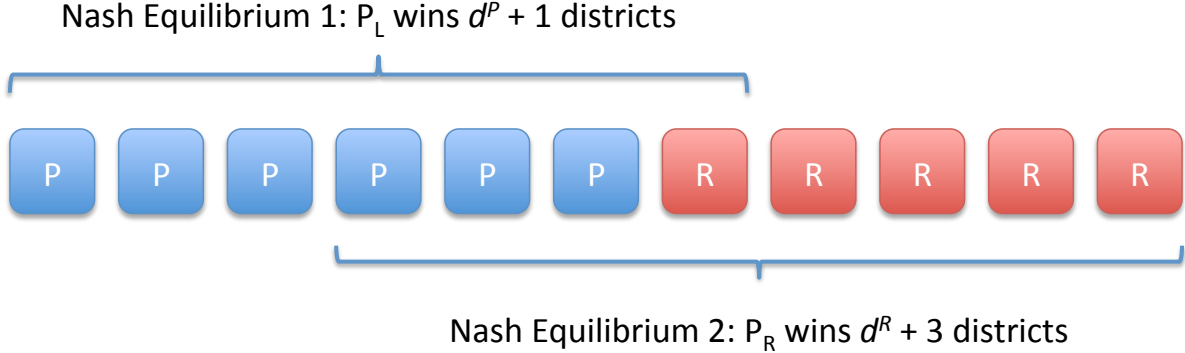 Nash Equilibrium 1: P_L wins d^P + 1 districts
P P P P P P R R R R R
Nash Equilibrium 2: P_R wins d^R + 3 districts